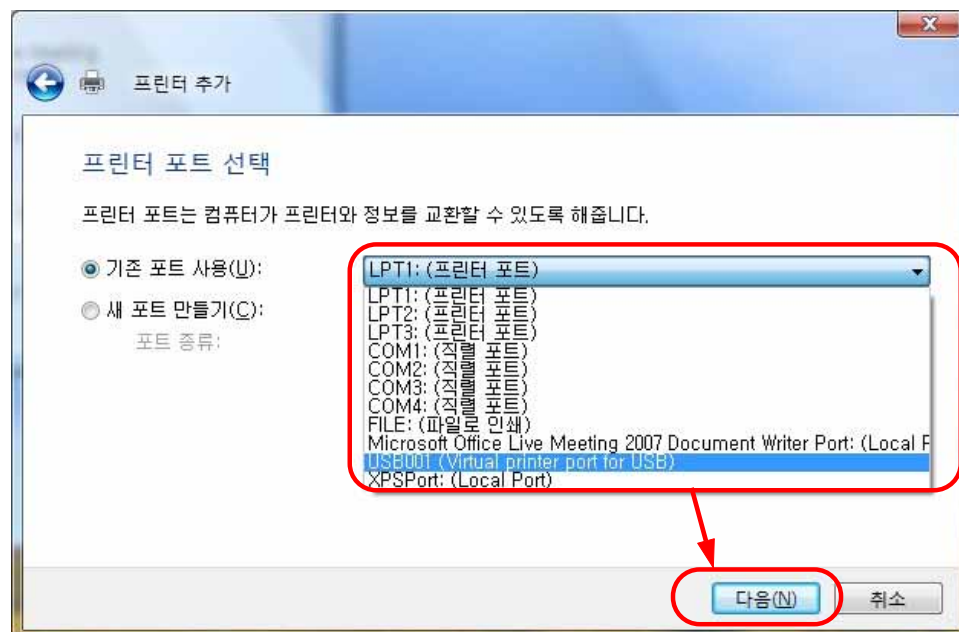 프린터 추가
프린터 포트 선택
프린터 포트는 컴퓨터가 프린터와 정보를 교환할 수 있도록 해줍니다.
기존 포트 사용(U):
LPT1: (프린터 포트)
LPT1: (프린터 포트)
LPT2: (프린터 포트)
LPT3: (프린터 포트)
COM1: (직렬 포트)
COM2: (직렬 포트)
COM3: (직렬 포트)
COM4: (직렬 포트)
FILE: (파일로 인쇄)
Microsoft Office Live Meeting 2007 Document Writer Port: (Local P
USB001 (Virtual printer port for USB)
XPSPort: (Local Port)
새 포트 만들기(C):
포트 종류:
다음(N)
취소